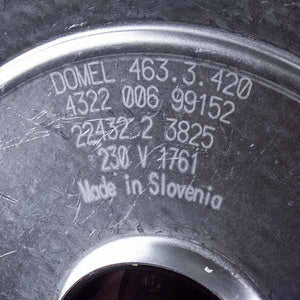 DOMEL 463.3.420
4322 006 99152
22432 2 3825
230 V 1761
Made in Slovenia